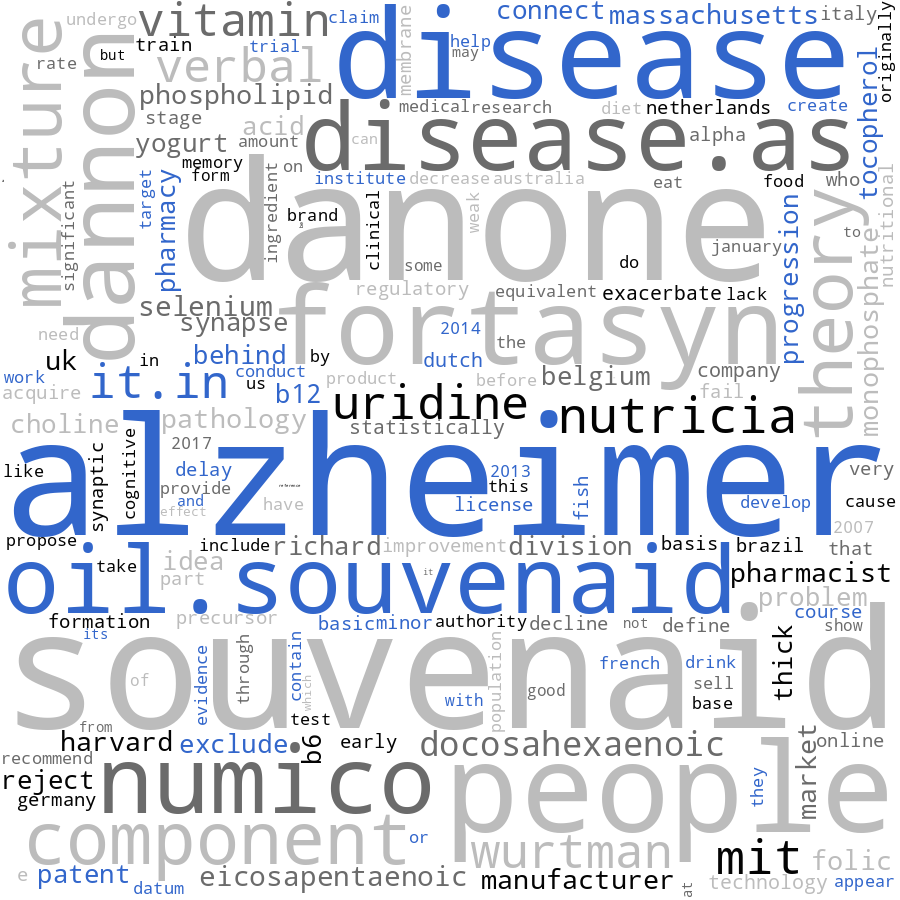 undergo
vitamin
claim
disease
connect
massachusetts
italy
originally
mixture
rate
dannon
but
train
trial
verbal
membrane
help
may
tocopherol
phospholipid
stage
yogurt
acid
amount
can
disease.as
medical
research
diet
netherlands
create
alpha
memory
form
on
institute
decrease
australia
eat
food
who
significant
target
pharmacy
ingredient
brand
danone
clinical
some
weak
do
january
progression
theory
to
nutritional
monophosphate
selenium
synapse
regulatory
fortasyn
equivalent
exacerbate
lack
need
uk
in
behind
by
2014
the
dutch
work
acquire
it.in
conduct
us
b12
product
before
belgium
company
fail
choline
pathology
uridine
statistically
nutricia
alzheimer
2017
like
synaptic
cognitive
delay
provide
and
effect
reference
have
2013
this
license
fish
develop
very
cause
2007
propose
take
idea
part
include
richard
improvement
division
basis
brazil
that
oil.souvenaid
it
pharmacist
problem
formation
its
precursor
basic
minor
authority
decline
not
define
course
show
souvenaid
of
evidence
through
contain
which
with
population
good
french
drink
sell
base
thick
from
test
harvard
exclude
b6
early
docosahexaenoic
market
online
recommend
reject
germany
numico
people
they
component
or
wurtman
mit
folic
e
patent
datum
eicosapentaenoic
manufacturer
at
technology
appear